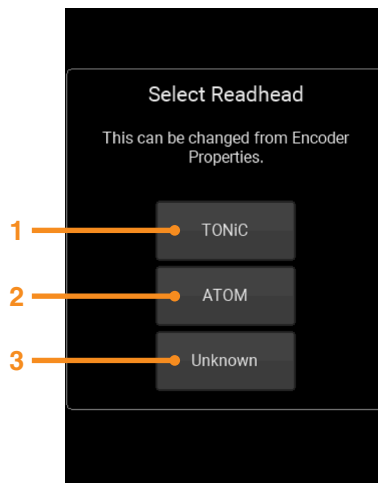 Select Readhead
This can be changed from Encoder
Properties.
1
TONiC
2
ATOM
3
Unknown